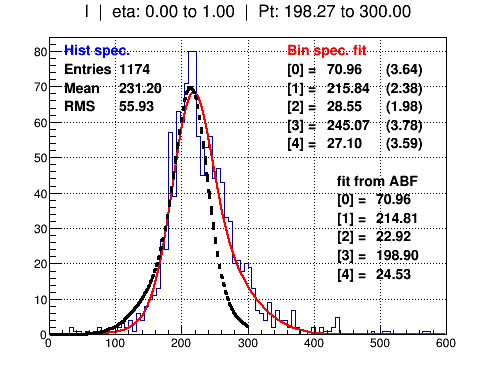 I | eta: 0.00 to 1.00 | Pt: 198.27 to 300.00
Hist spec.
Entries 1174
Mean 231.20
RMS 55.93
Bin spec. fit
[0] = 70.96 (3.64)
[1] = 215.84 (2.38)
[2] = 28.55 (1.98)
[3] = 245.07 (3.78)
[4] = 27.10 (3.59)
fit from ABF
[0] = 70.96
[1] = 214.81
[2] = 22.92
[3] = 198.90
[4] = 24.53
80
70
60
50
40
30
20
10
0
0 100 200 300 400 500 600